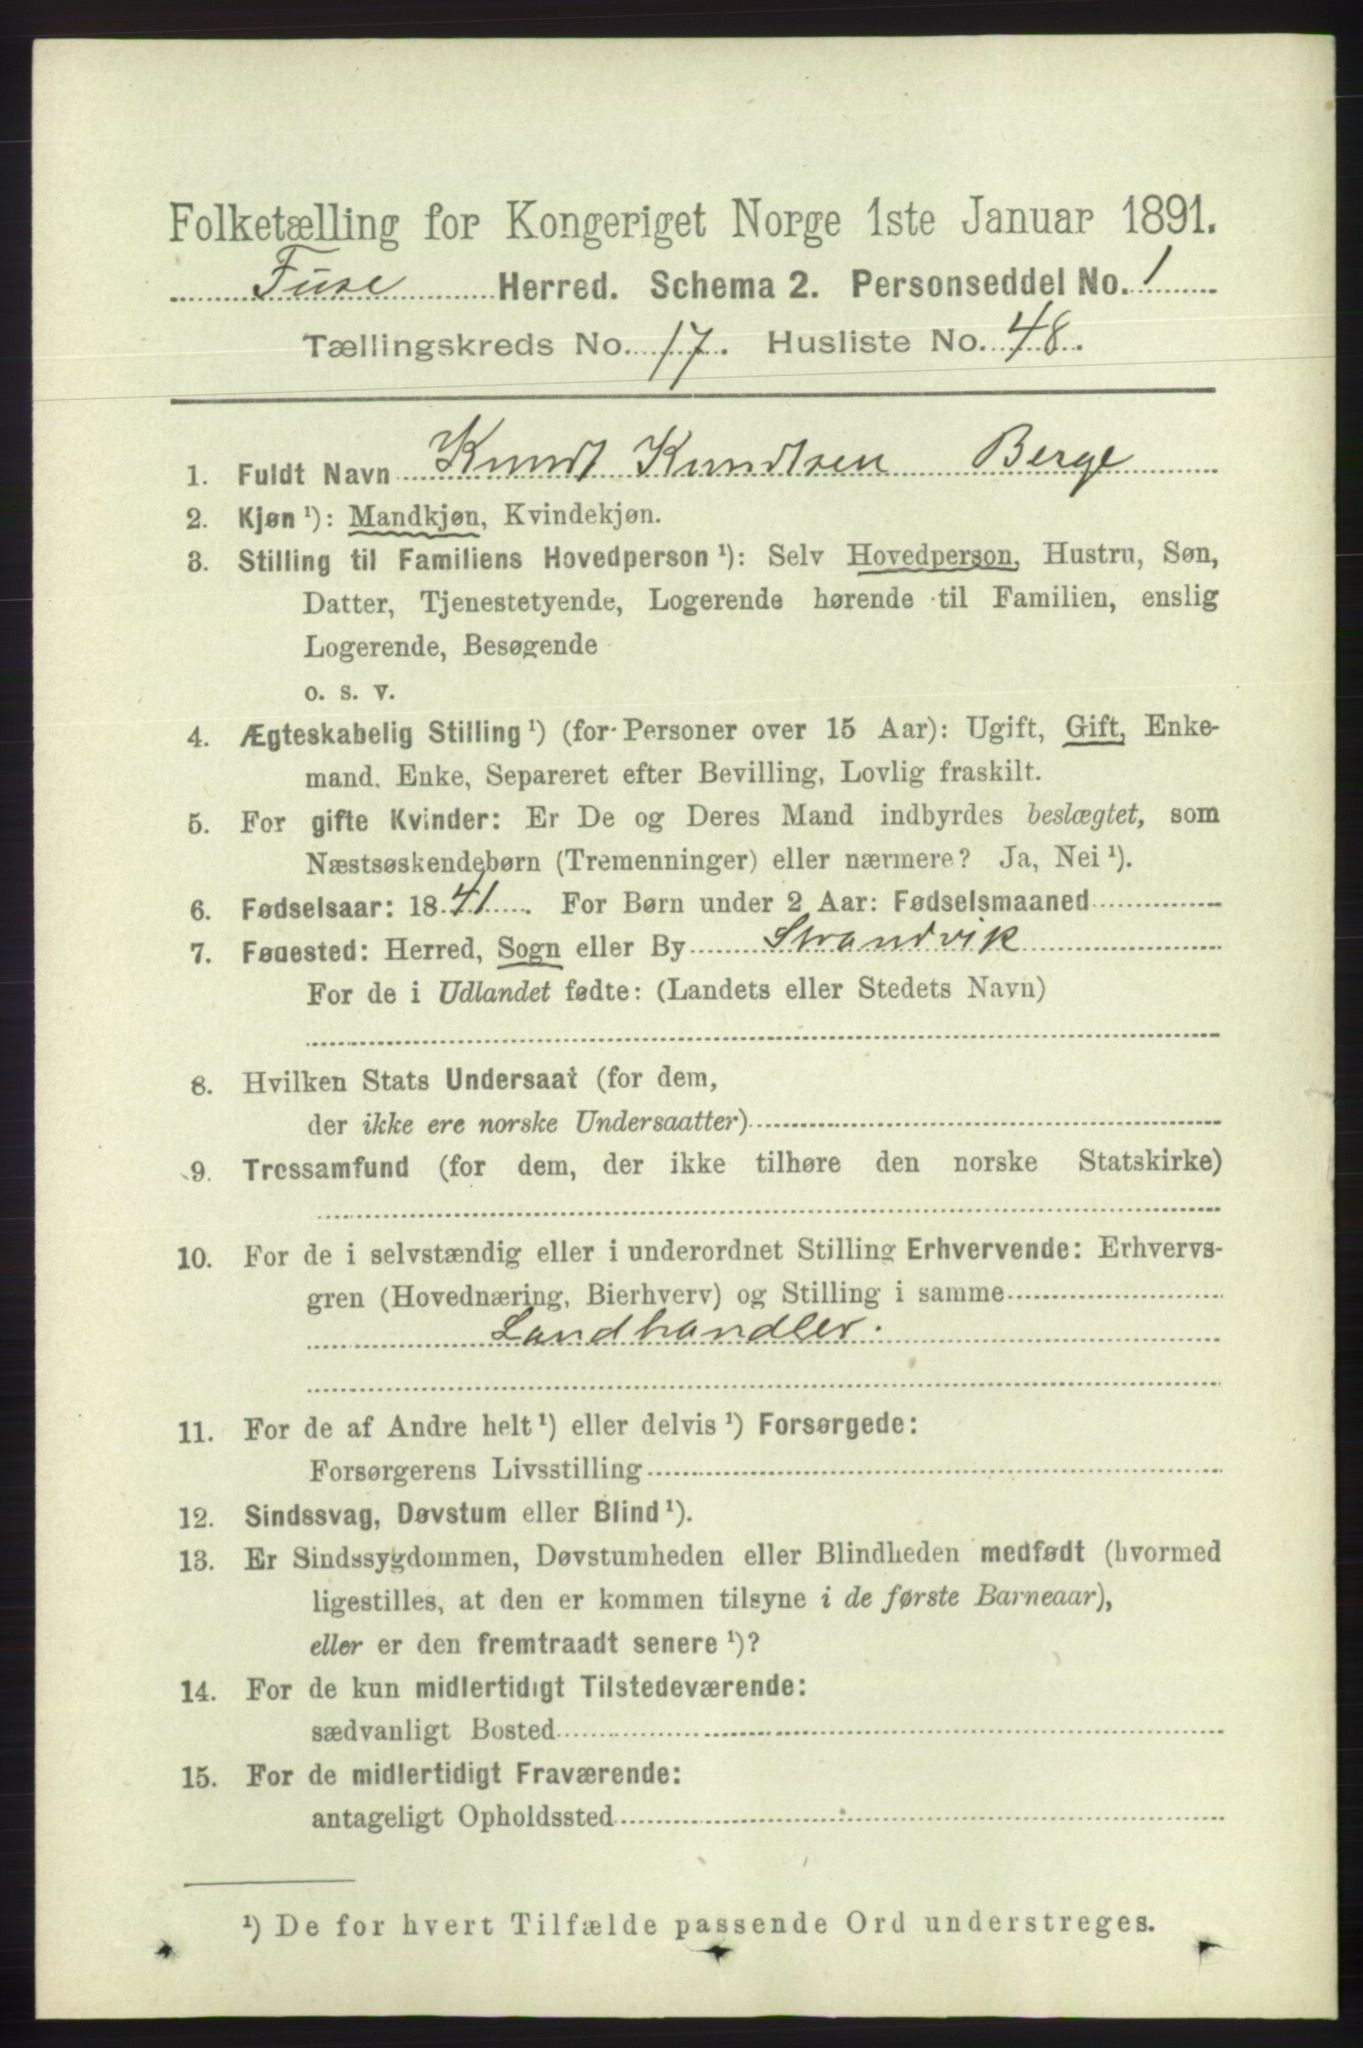 Folketælling for Kongeriget Norge 1ste Januar 1891.
Fuse Herred. Schema 2. Personseddel No. 1
Tællingskreds No. 17. Husliste No. 48.
1. Fuldt Navn Knudt Knudtsen Berge
2. Kjøn ¹): Mandkjøn, Kvindekjøn.
3. Stilling til Familiens Hovedperson ¹): Selv Hovedperson, Hustru, Søn,
Datter, Tjenestetyende, Logerende hørende til Familien, enslig
Logerende, Besøgende
o. s. v.
4. Ægteskabelig Stilling ¹) (for Personer over 15 Aar): Ugift, Gift, Enke-
mand, Enke, Separeret efter Bevilling, Lovlig fraskilt.
5. For gifte Kvinder: Er De og Deres Mand indbyrdes beslægtet, som
Næstsøskendebørn (Tremenninger) eller nærmere? Ja, Nei ¹).
6. Fødselsaar: 1841. For Børn under 2 Aar: Fødselsmaaned
7. Fødested: Herred, Sogn eller By Strandvik
For de i Udlandet fødte: (Landets eller Stedets Navn)
8. Hvilken Stats Undersaat (for dem,
der ikke ere norske Undersaatter)
9. Trossamfund (for dem, der ikke tilhøre den norske Statskirke)
10. For de i selvstændig eller i underordnet Stilling Erhvervende: Erhvervs-
gren (Hovednæring, Bierhverv) og Stilling i samme
Landhandler.
11. For de af Andre helt ¹) eller delvis ¹) Forsørgede:
Forsørgerens Livsstilling
12. Sindssvag, Døvstum eller Blind ¹).
13. Er Sindssygdommen, Døvstumheden eller Blindheden medfødt (hvormed
ligestilles, at den er kommen tilsyne i de første Barneaar),
eller er den fremtraadt senere ¹)?
14. For de kun midlertidigt Tilstedeværende:
sædvanligt Bosted
15. For de midlertidigt Fraværende:
antageligt Opholdssted
¹) De for hvert Tilfælde passende Ord understreges.